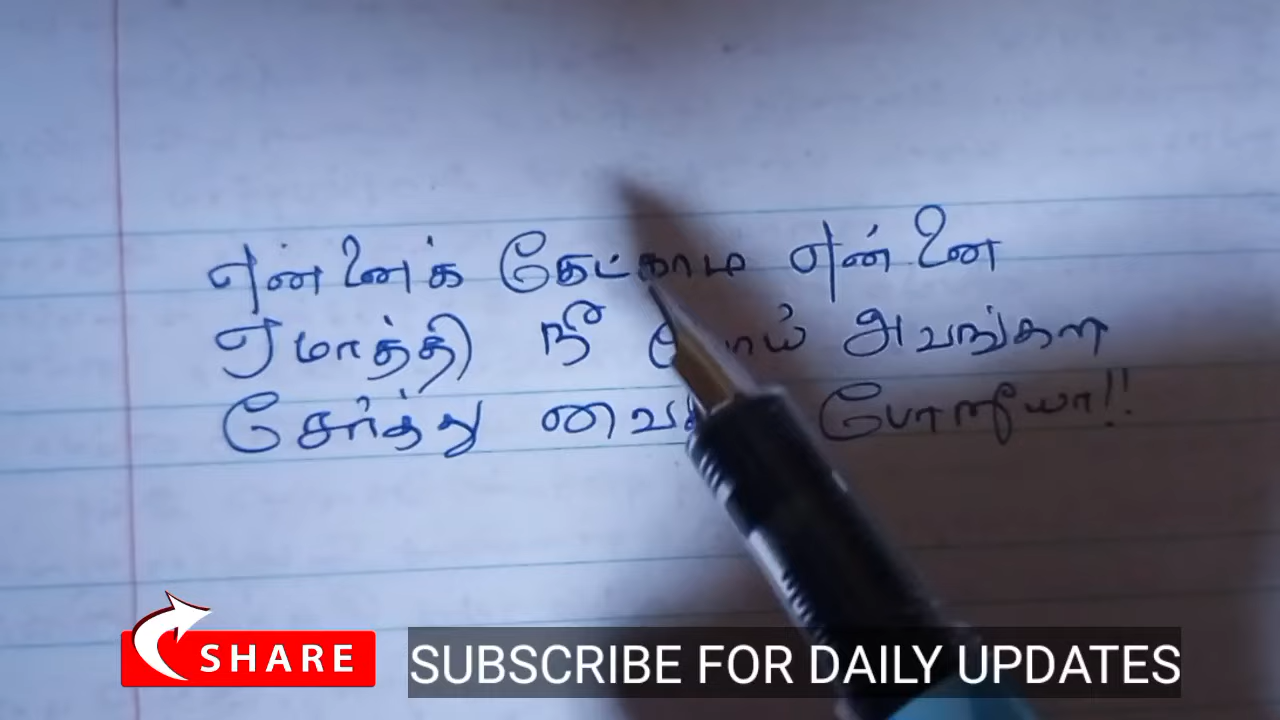 என்னைக் கேட்காம என்னை
ஏமாத்தி நீ அவங்கள
சேர்த்து போறியா!!
SHARE
SUBSCRIBE FOR DAILY UPDATES